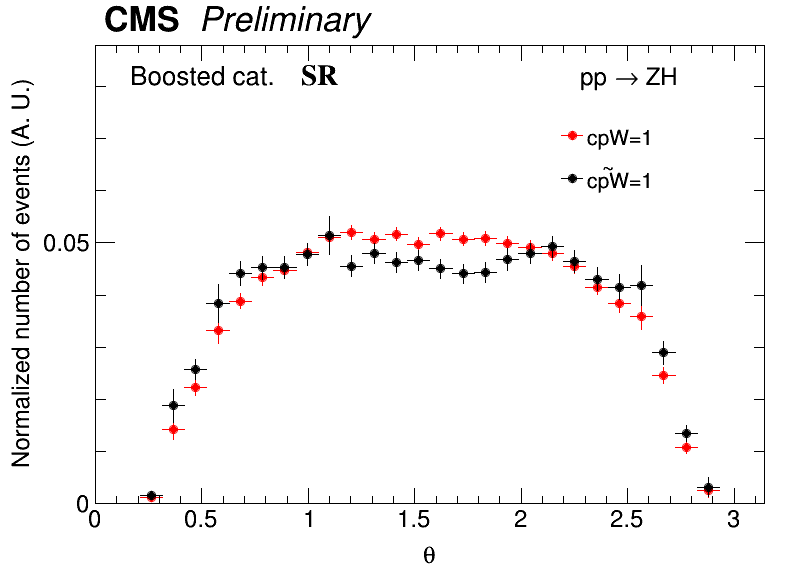 CMS Preliminary
Boosted cat. SR
pp → ZH
cpW=1
cp̃W=1
Normalized number of events (A. U.)
0.05
0
0 0.5 1 1.5 2 2.5 3
θ